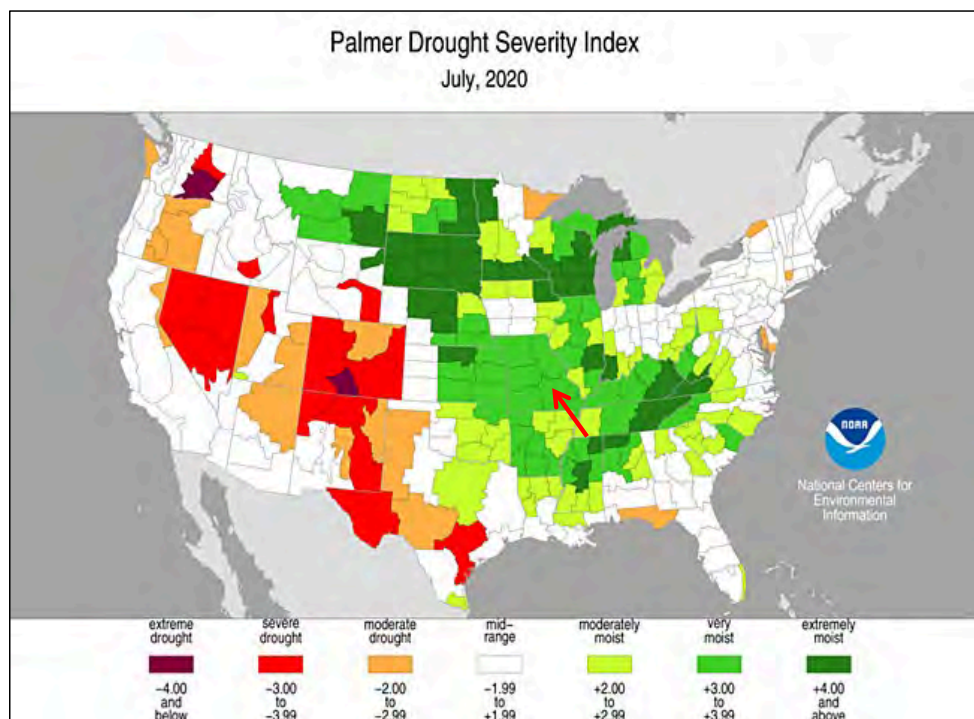 Palmer Drought Severity Index
July, 2020
NOAA
National Centers for
Environmental
Information
extreme
drought
severe
drought
moderate
drought
mid-
range
moderately
moist
very
moist
extremely
moist
−4.00
and
below
−3.00
to
−3.99
−2.00
to
−2.99
−1.99
to
+1.99
+2.00
to
+2.99
+3.00
to
+3.99
+4.00
and
above